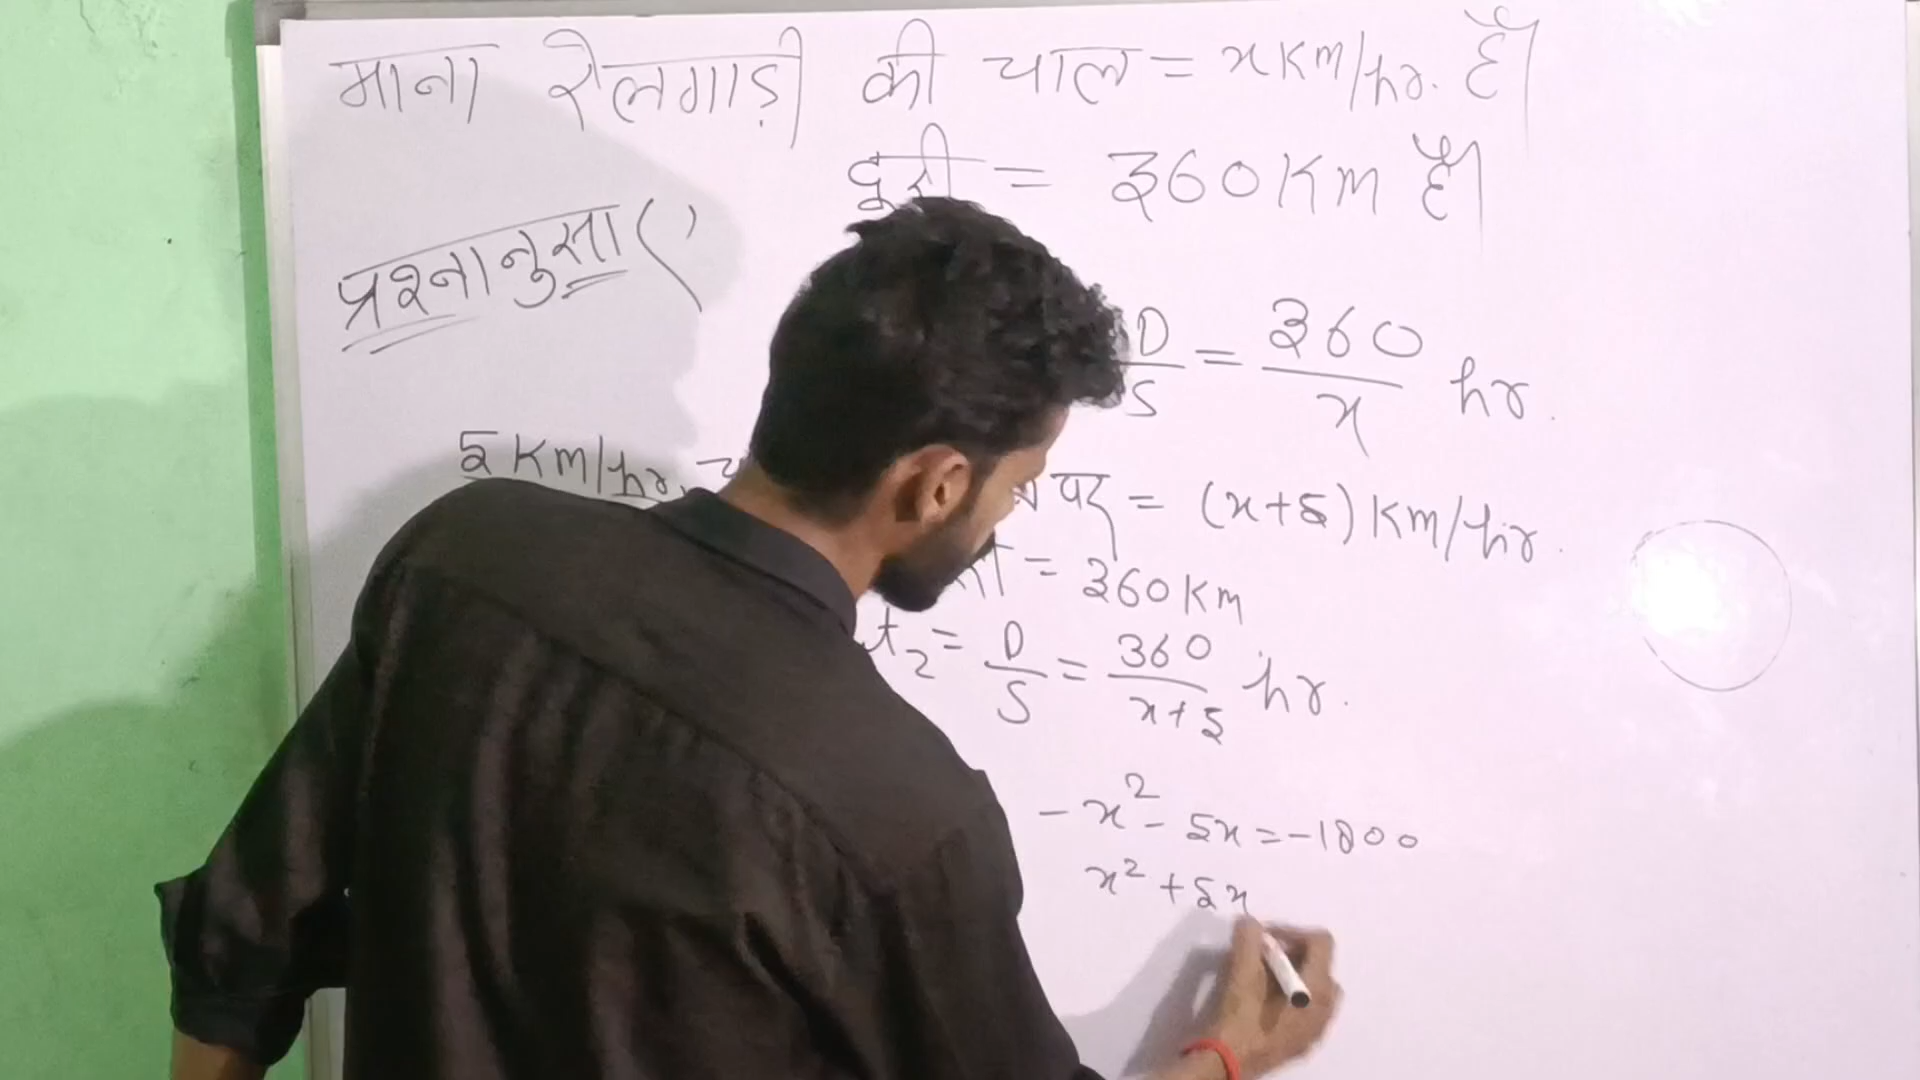 माना रेलगाड़ी की चाल = x Km/hr. है।
दूरी = 360 Km है।
प्रश्नानुसार,
D/S = 360/x hr.
5 Km/hr. पर = (x+5) Km/hr.
= 360 Km
t₂ = D/S = 360/x+5 hr.
-x² - 5x = -1800
x² + 5x